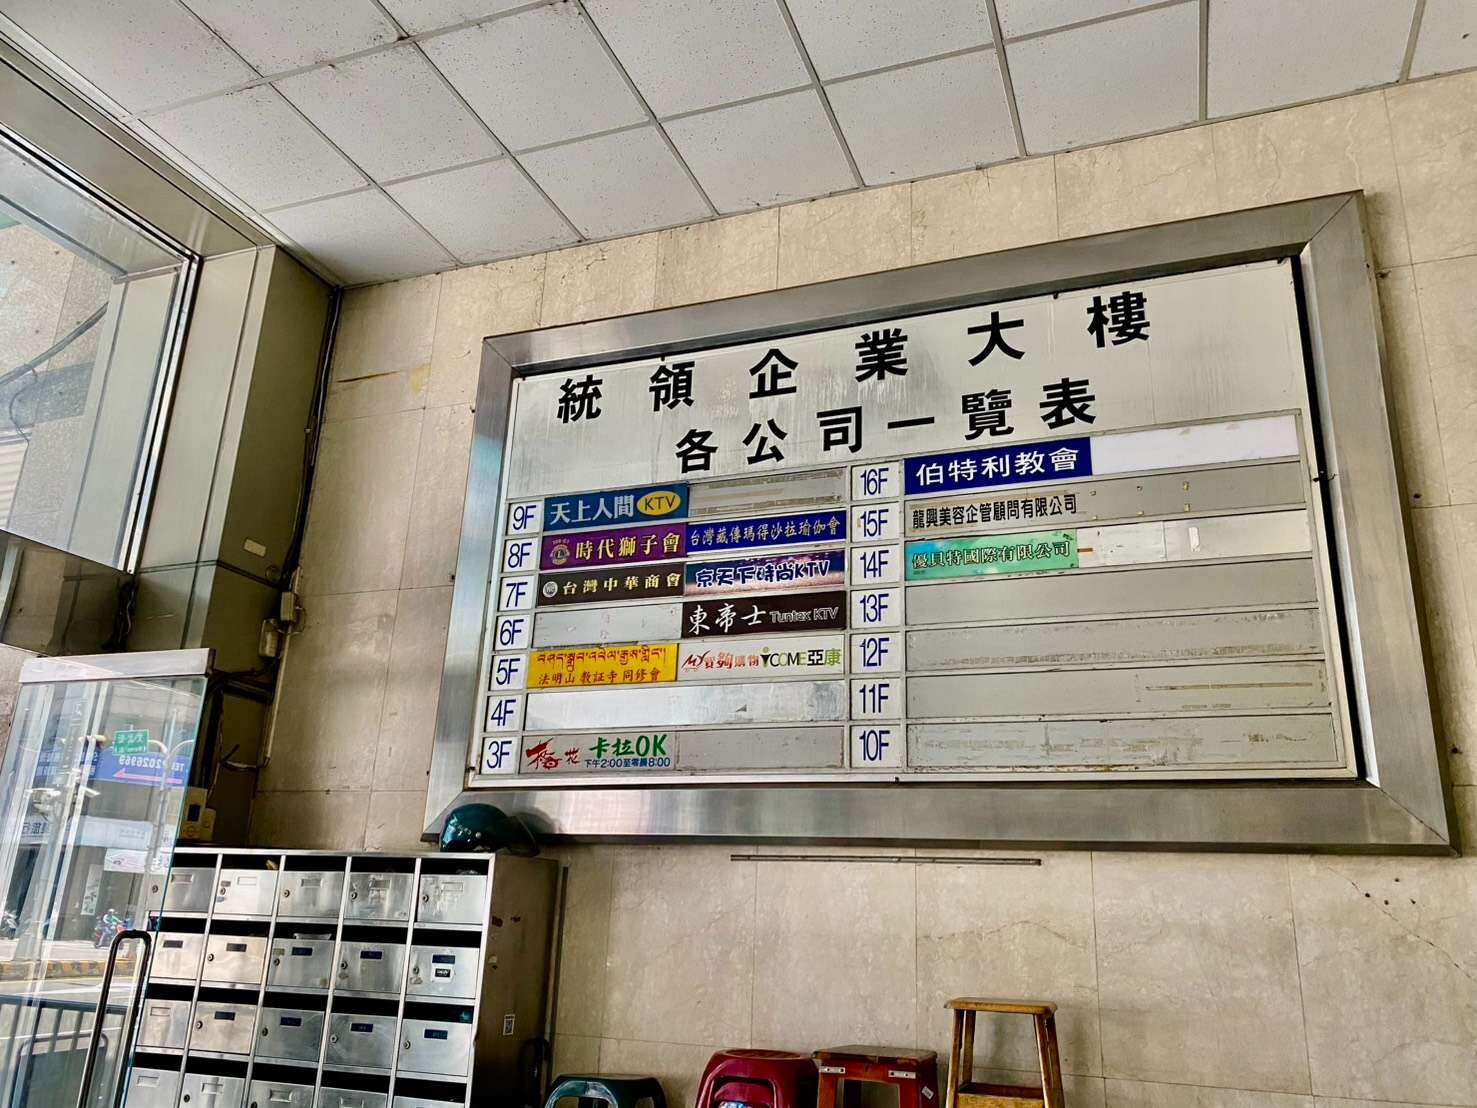 統領企業大樓
各公司一覽表
9F 天上人間 KTV
8F 時代獅子會 台灣藏傳瑪得沙拉瑜伽會
7F 台灣中華商會 京天下時尚KTV
6F 東帝士 Tuntex KTV
5F
法明山 教証寺 同修會 購物 COME亞康
4F
3F 梅花 卡拉OK
下午2:00至零晨8:00
16F 伯特利教會
15F 龍興美容企管顧問有限公司
14F 優貝特國際有限公司
13F
12F
11F
10F
2026969